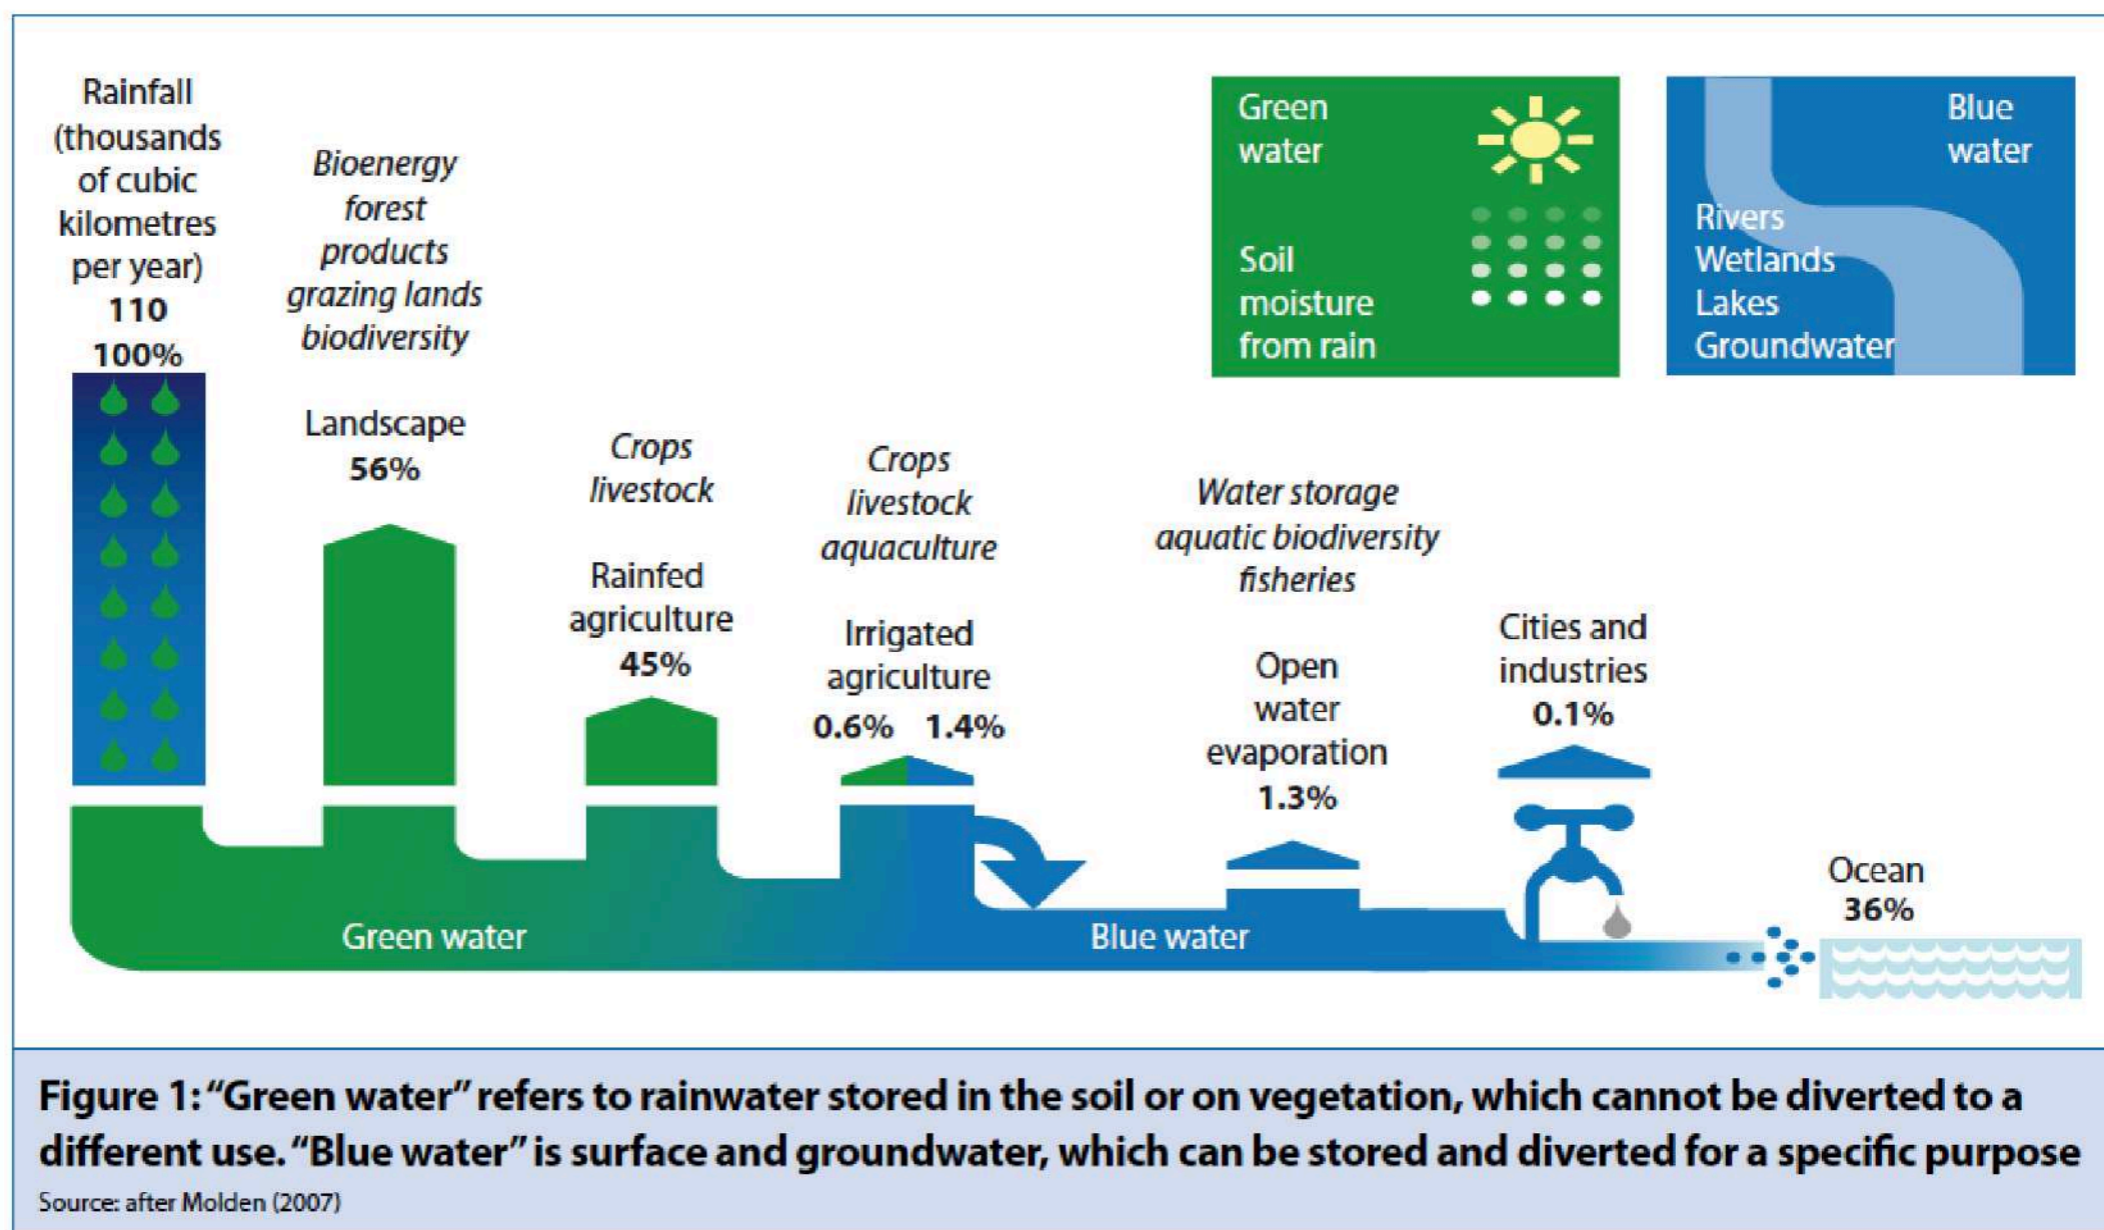 Rainfall
(thousands
of cubic
kilometres
per year)
110
100%
Bioenergy
forest
products
grazing lands
biodiversity
Landscape
56%
Crops
livestock
Rainfed
agriculture
45%
Crops
livestock
aquaculture
Irrigated
agriculture
0.6% 1.4%
Water storage
aquatic biodiversity
fisheries
Open
water
evaporation
1.3%
Cities and
industries
0.1%
Ocean
36%
Green
water
Soil
moisture
from rain
Blue
water
Rivers
Wetlands
Lakes
Groundwater
Green water
Blue water
Figure 1: “Green water” refers to rainwater stored in the soil or on vegetation, which cannot be diverted to a
different use. “Blue water” is surface and groundwater, which can be stored and diverted for a specific purpose
Source: after Molden (2007)